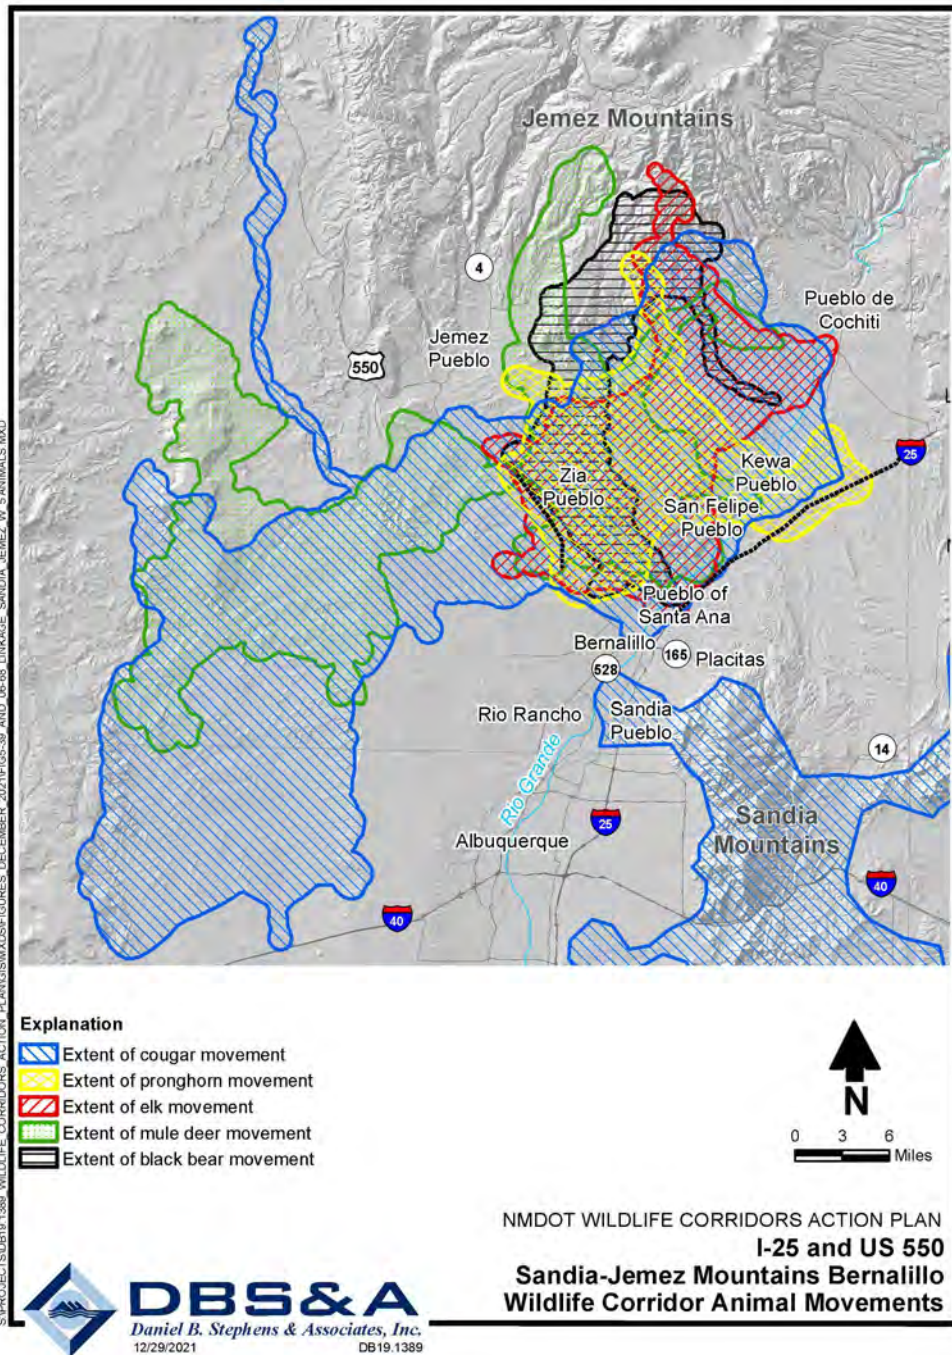 Jemez Mountains
4
Pueblo de
Cochiti
Jemez
Pueblo
550
25
Kewa
Pueblo
Zia
Pueblo
San Felipe
Pueblo
Pueblo of
Santa Ana
Bernalillo
165
Placitas
528
Rio Rancho
Sandia
Pueblo
14
Rio Grande
25
Sandia
Mountains
Albuquerque
40
40
Explanation
Extent of cougar movement
Extent of pronghorn movement
Extent of elk movement
Extent of mule deer movement
Extent of black bear movement
N
0 3 6
Miles
NMDOT WILDLIFE CORRIDORS ACTION PLAN
I-25 and US 550
Sandia-Jemez Mountains Bernalillo
Wildlife Corridor Animal Movements
DBS&A
Daniel B. Stephens & Associates, Inc.
12/29/2021 DB19.1389